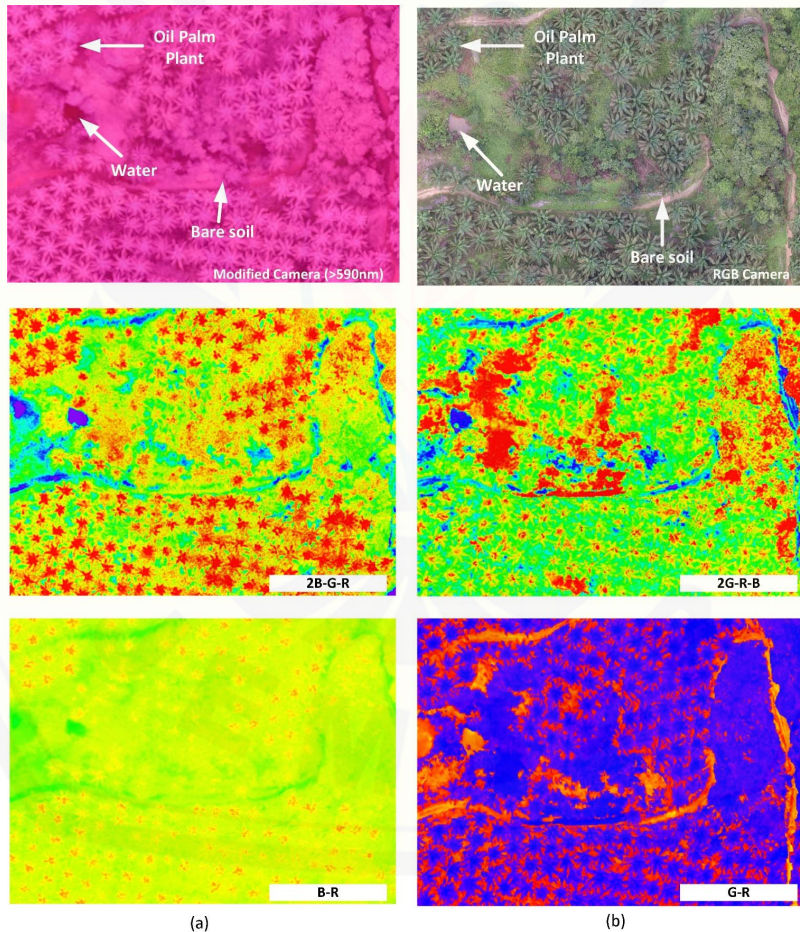 Oil Palm
Plant
Water
Bare soil
Modified Camera (>590nm)
Oil Palm
Plant
Water
Bare soil
RGB Camera
2B-G-R
2G-R-B
B-R
G-R
(a)
(b)